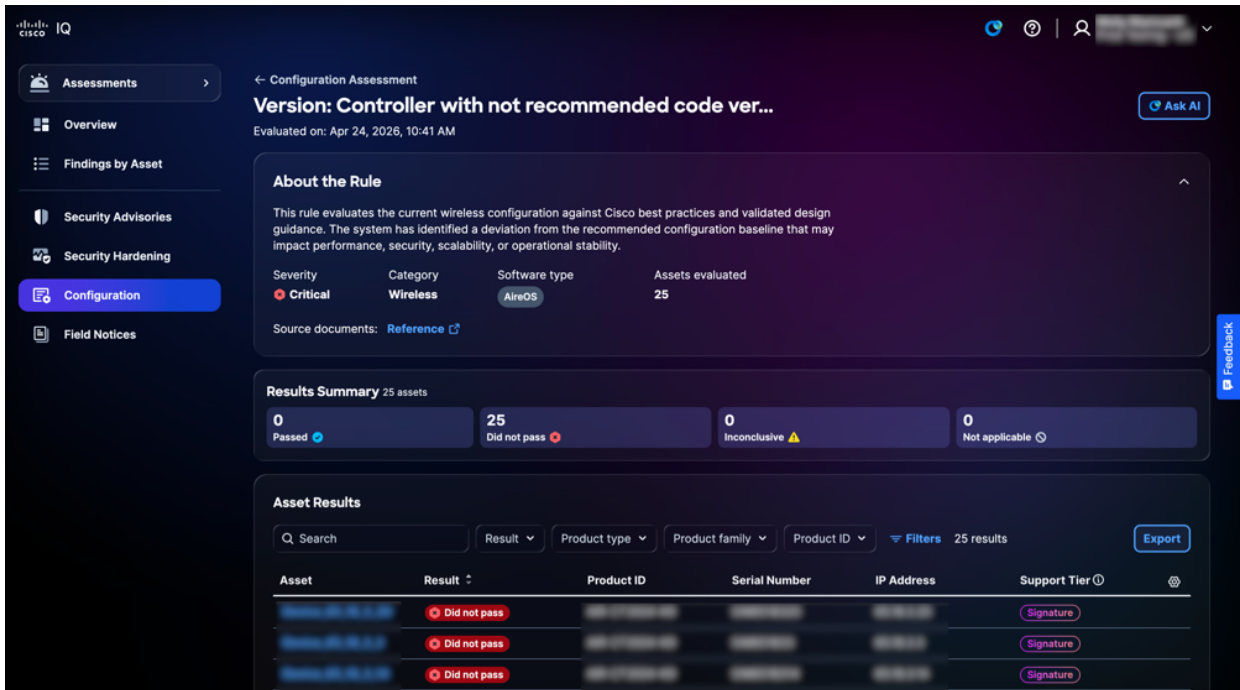 CISCO IQ
Assessments
Overview
Findings by Asset
Security Advisories
Security Hardening
Configuration
Field Notices
← Configuration Assessment
Version: Controller with not recommended code ver...
Evaluated on: Apr 24, 2026, 10:41 AM
Ask AI
About the Rule
This rule evaluates the current wireless configuration against Cisco best practices and validated design
guidance. The system has identified a deviation from the recommended configuration baseline that may
impact performance, security, scalability, or operational stability.
Severity Category Software type Assets evaluated
Critical Wireless AireOS 25
Source documents: Reference
Feedback
Results Summary 25 assets
0 25 0 0
Passed Did not pass Inconclusive Not applicable
Asset Results
Search Result Product type Product family Product ID Filters 25 results Export
Asset Result Product ID Serial Number IP Address Support Tier
Did not pass Signature
Did not pass Signature
Did not pass Signature